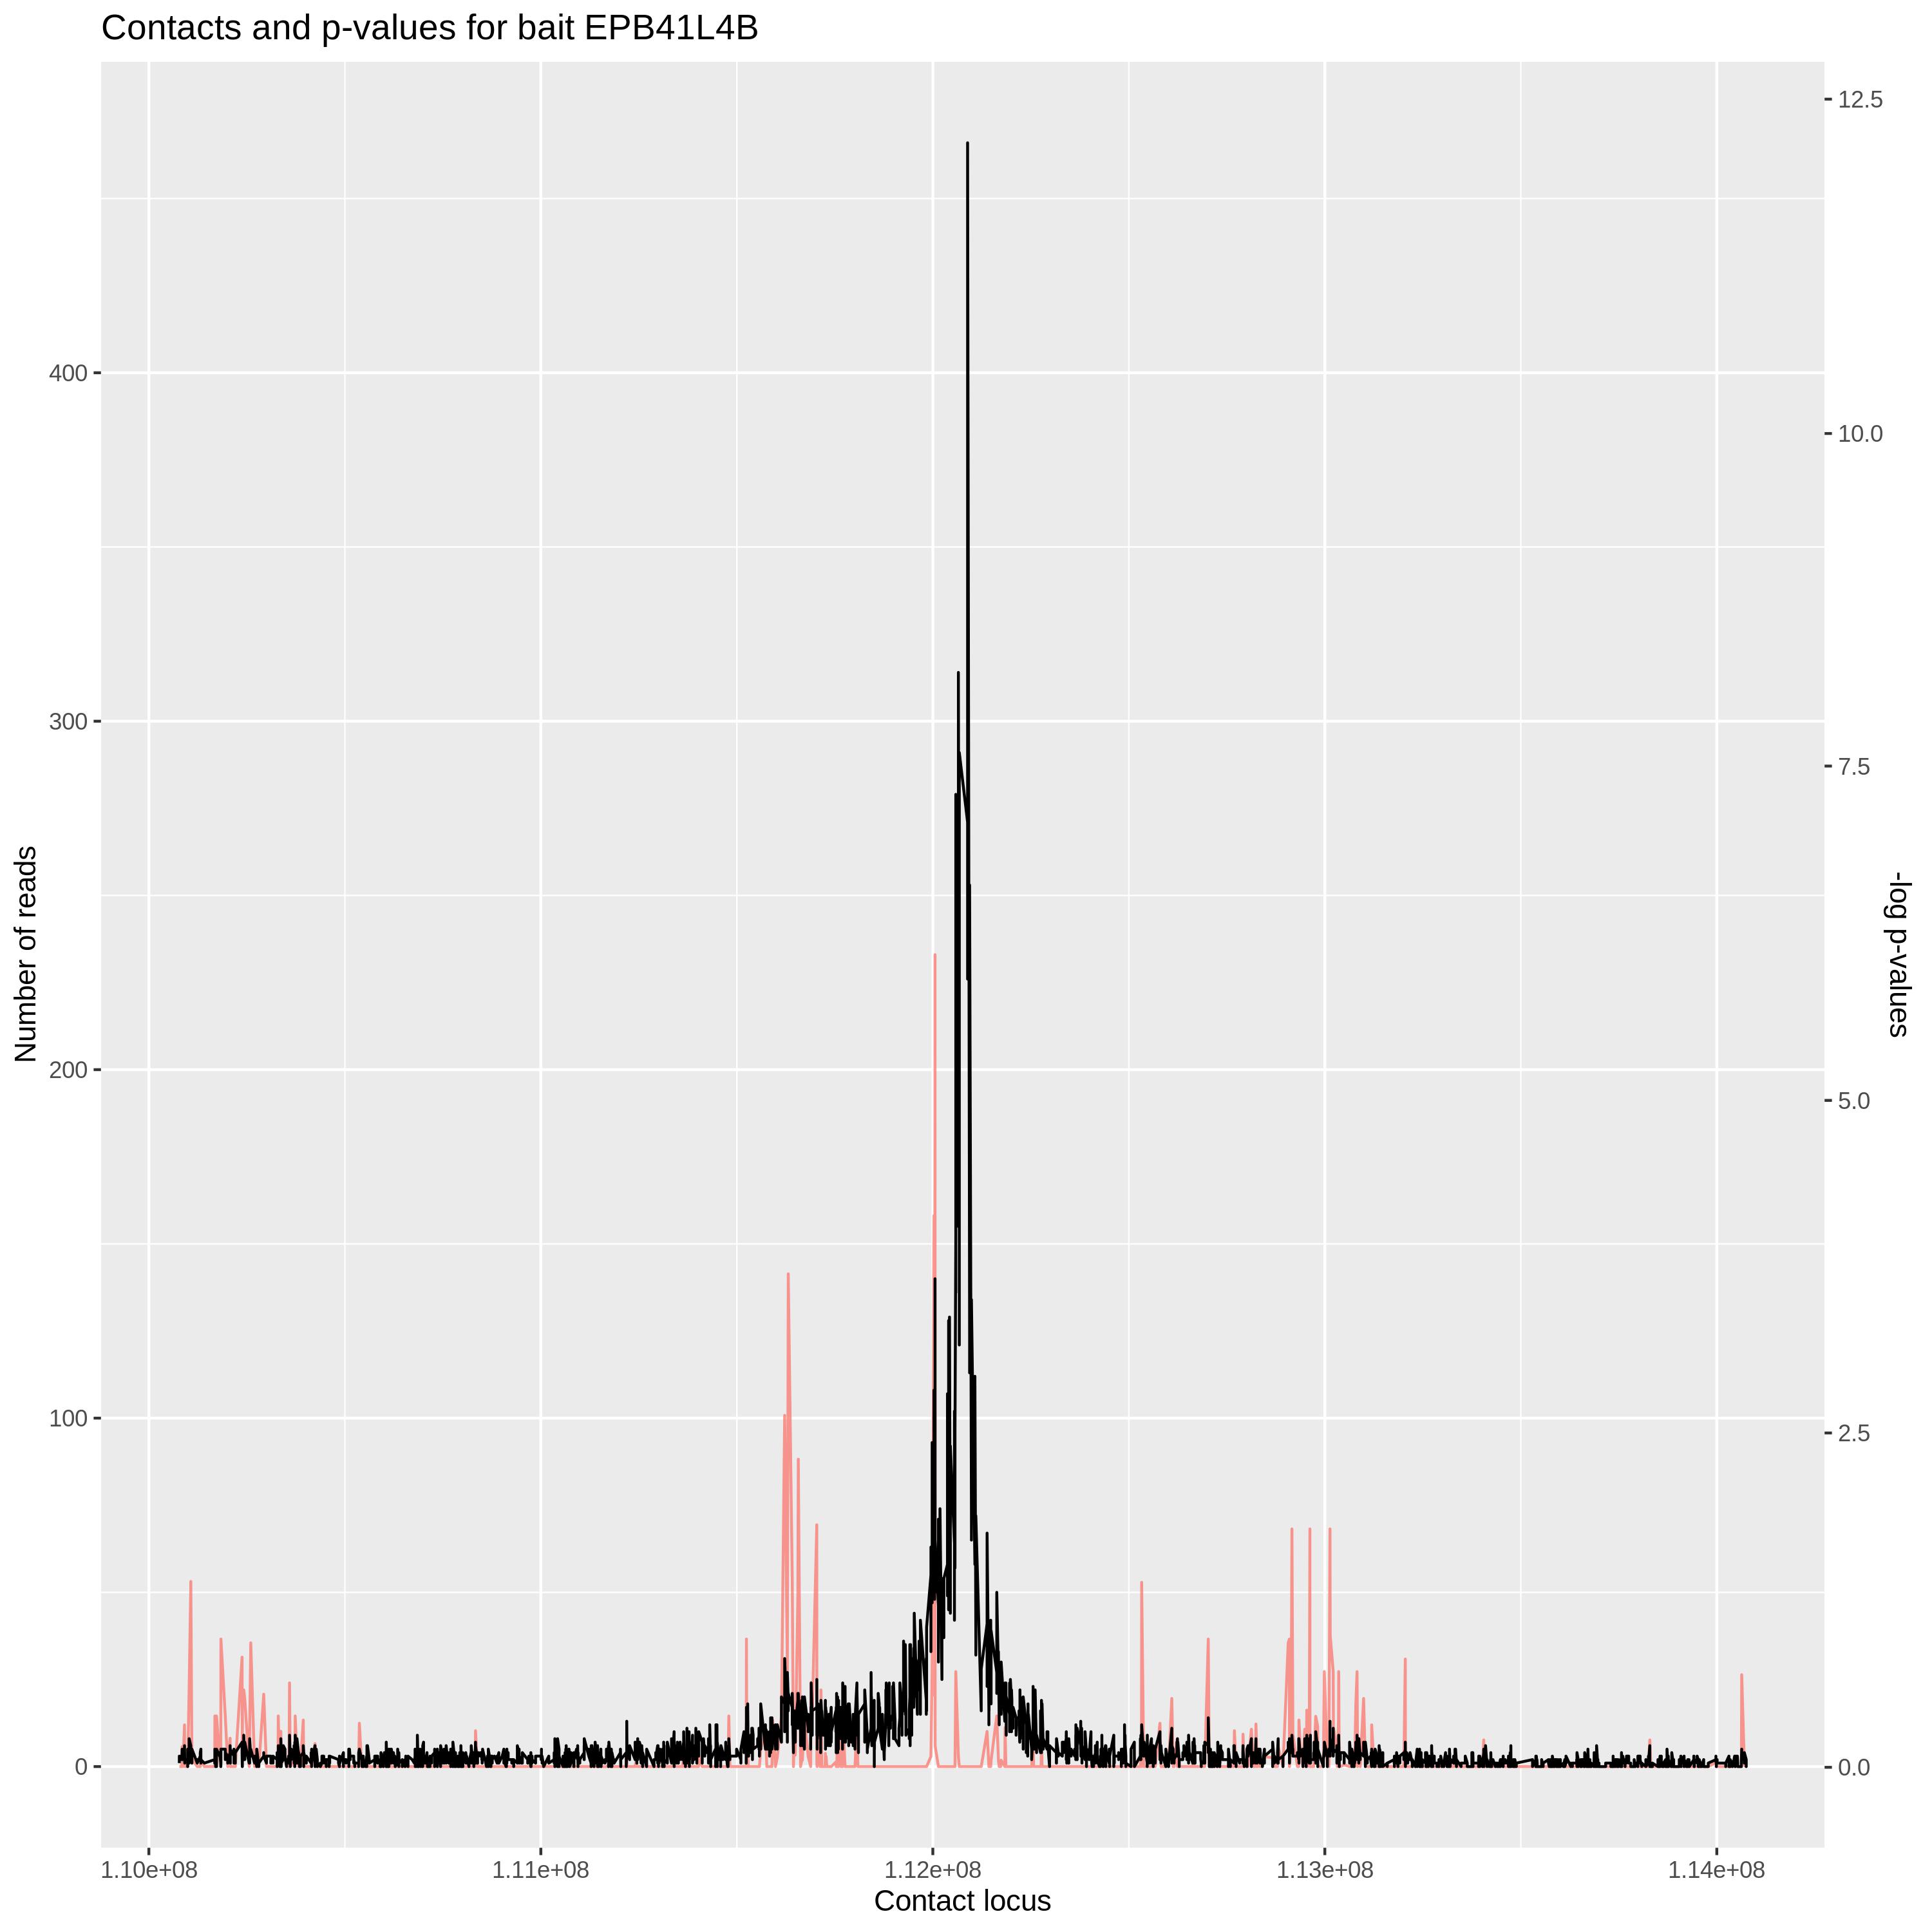 Contacts and p-values for bait EPB41L4B
12.5
400
10.0
300
7.5
Number of reads
-log p-values
200
5.0
100
2.5
0
0.0
1.10e+08 1.11e+08 1.12e+08 1.13e+08 1.14e+08
Contact locus